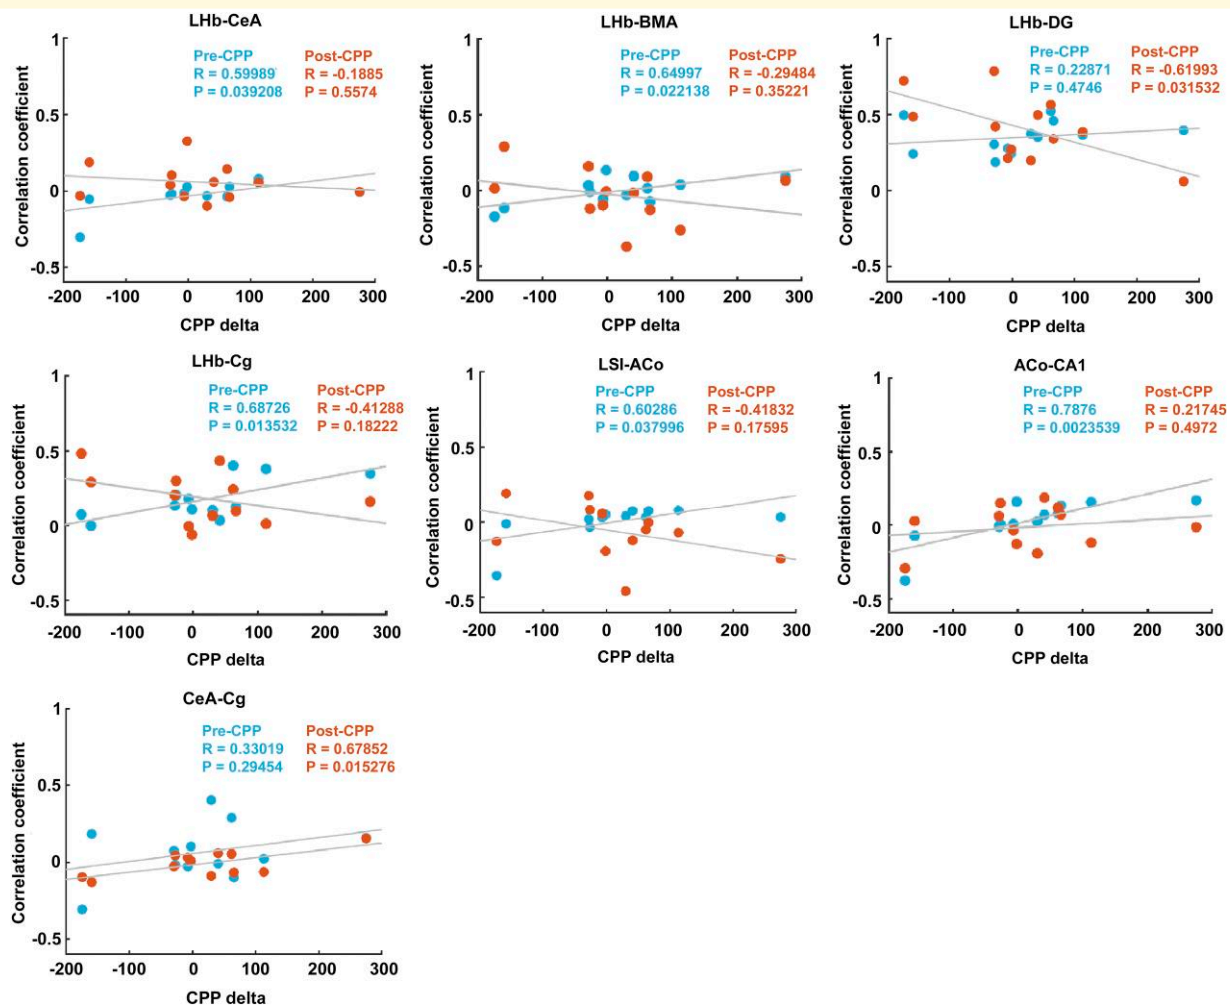 LHb-CeA
Correlation coefficient
1
0.5
0
-0.5
Pre-CPP Post-CPP
R = 0.59989 R = -0.1885
P = 0.039208 P = 0.5574
-200 -100 0 100 200 300
CPP delta
LHb-BMA
Correlation coefficient
1
0.5
0
-0.5
Pre-CPP Post-CPP
R = 0.64997 R = -0.29484
P = 0.022138 P = 0.35221
-200 -100 0 100 200 300
CPP delta
LHb-DG
Correlation coefficient
1
0.5
0
-0.5
Pre-CPP Post-CPP
R = 0.22871 R = -0.61993
P = 0.4746 P = 0.031532
-200 -100 0 100 200 300
CPP delta
LHb-Cg
Correlation coefficient
1
0.5
0
-0.5
Pre-CPP Post-CPP
R = 0.68726 R = -0.41288
P = 0.013532 P = 0.18222
-200 -100 0 100 200 300
CPP delta
LSI-ACo
Correlation coefficient
1
0.5
0
-0.5
Pre-CPP Post-CPP
R = 0.60286 R = -0.41832
P = 0.037996 P = 0.17595
-200 -100 0 100 200 300
CPP delta
ACo-CA1
Correlation coefficient
1
0.5
0
-0.5
Pre-CPP Post-CPP
R = 0.7876 R = 0.21745
P = 0.0023539 P = 0.4972
-200 -100 0 100 200 300
CPP delta
CeA-Cg
Correlation coefficient
1
0.5
0
-0.5
Pre-CPP Post-CPP
R = 0.33019 R = 0.67852
P = 0.29454 P = 0.015276
-200 -100 0 100 200 300
CPP delta